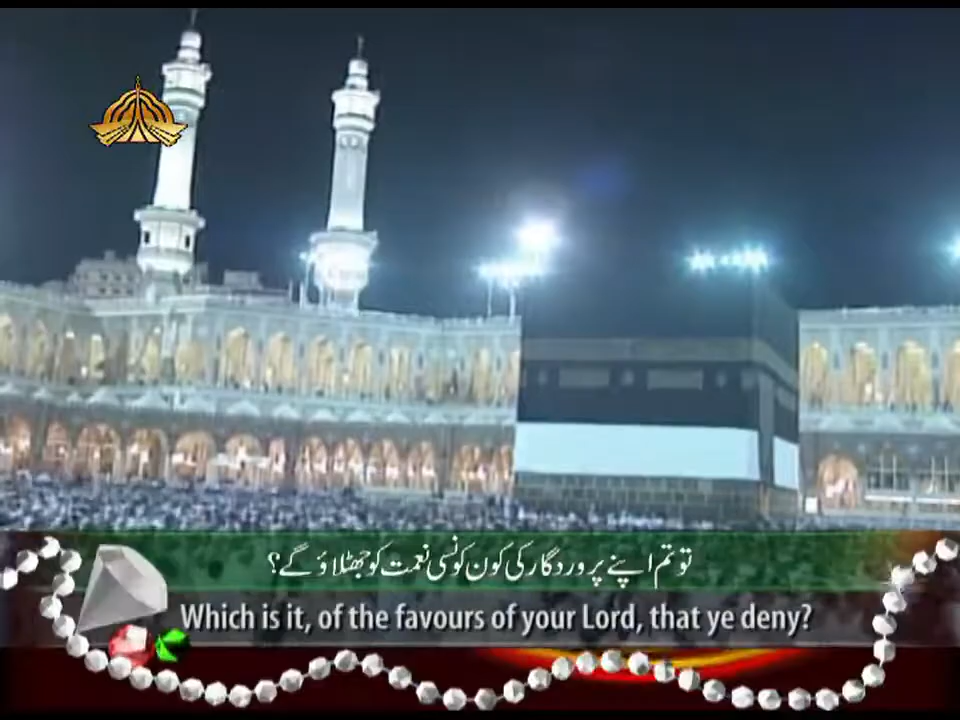 تو تم اپنے پروردگار کی کون کونسی نعمت کو جھٹلاؤ گے؟
Which is it, of the favours of your Lord, that ye deny?